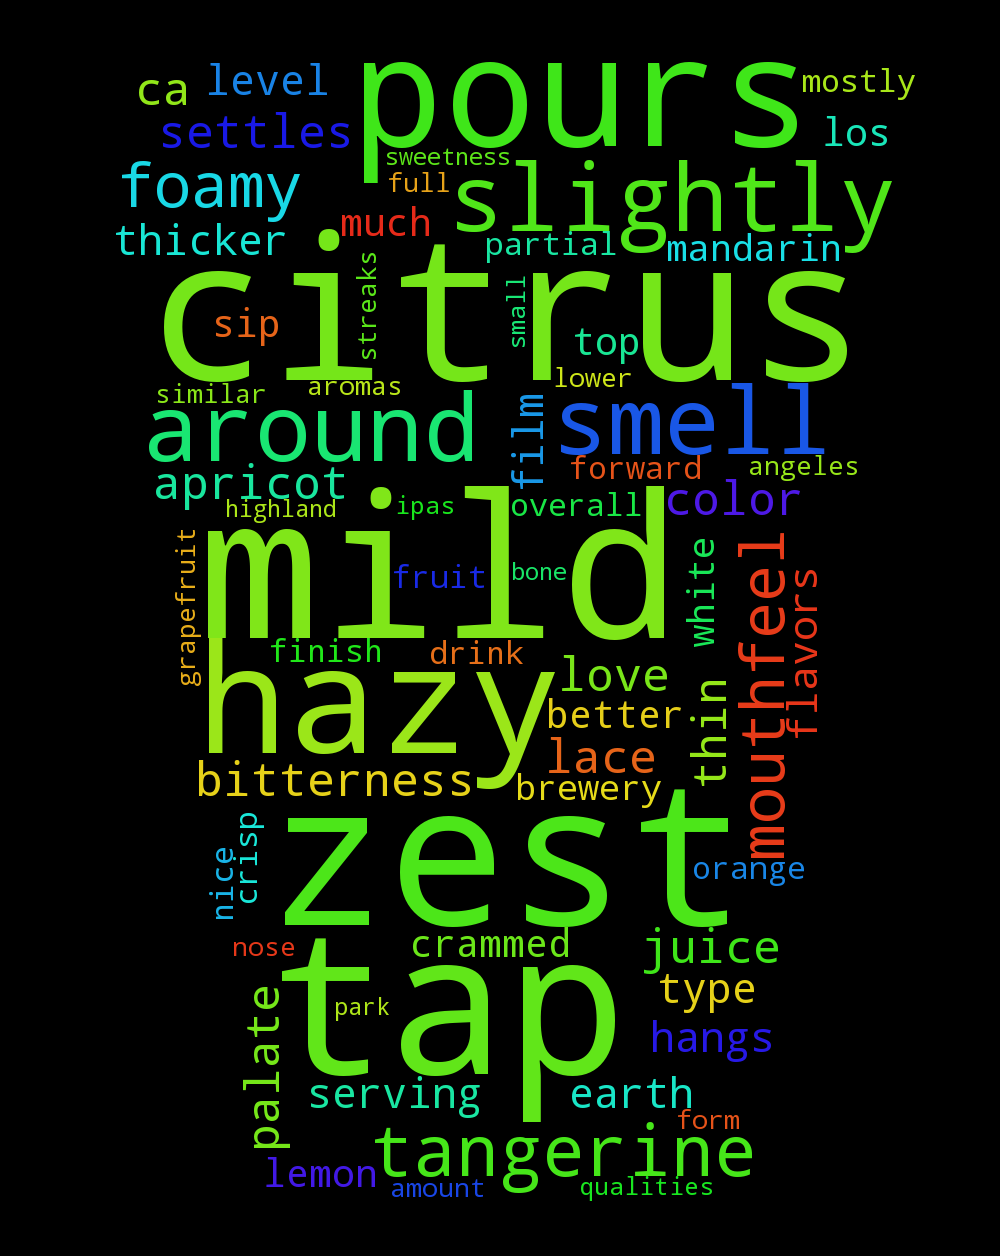 pours
ca
level
mostly
settles
los
sweetness
foamy
full
slightly
much
thicker
partial
mandarin
citrus
streaks
small
sip
top
similar
aromas
lower
around
film
smell
apricot
forward
angeles
highland
ipas
overall
color
mild
grapefruit
fruit
bone
white
mouthfeel
flavors
finish
drink
hazy
love
thin
better
lace
bitterness
brewery
zest
nice
crisp
orange
nose
crammed
juice
tap
palate
park
type
hangs
serving
earth
form
tangerine
lemon
amount
qualities